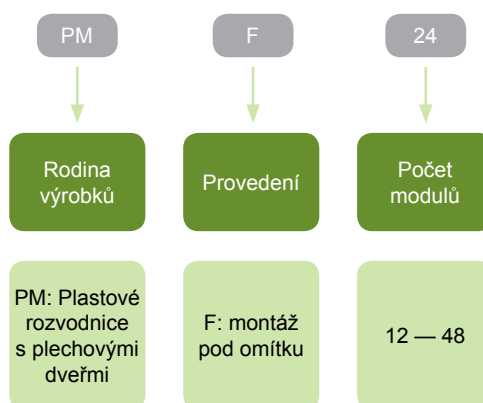 PM
F
24
Rodina
výrobků
Provedení
Počet
modulů
PM: Plastové
rozvodnice
s plechovými
dveřmi
F: montáž
pod omítku
12 — 48